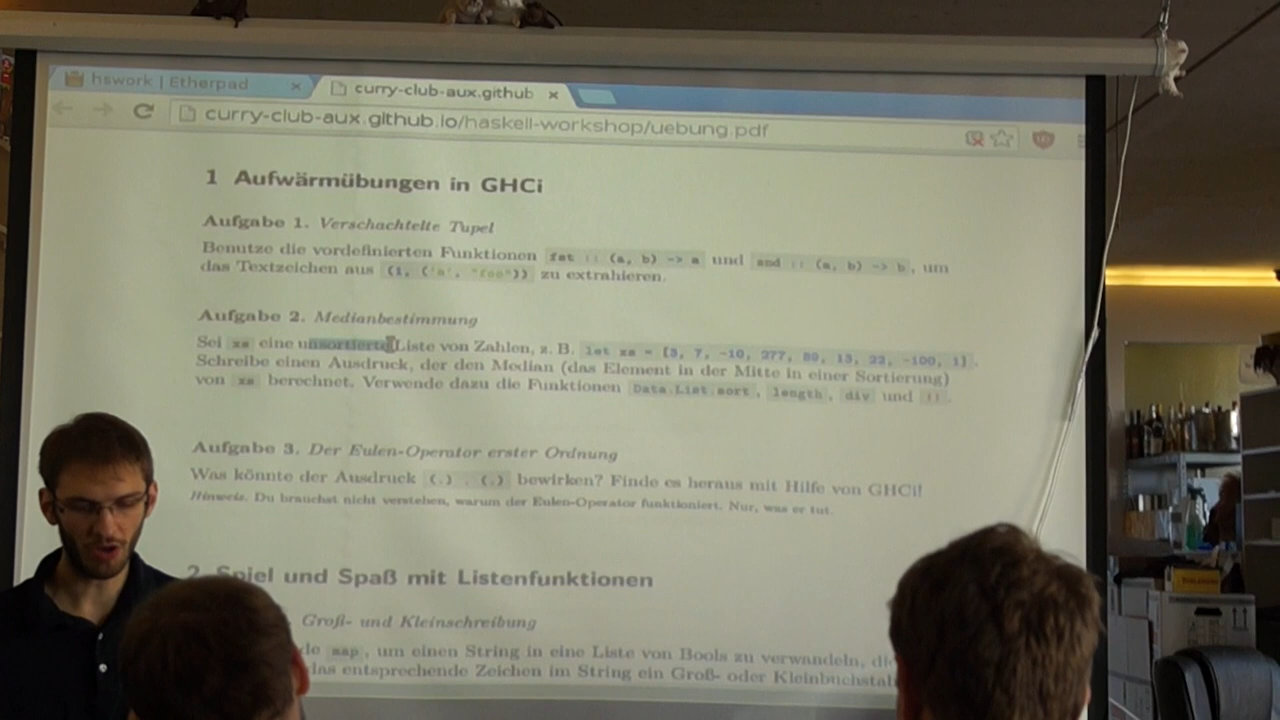 hswork | Etherpad
curry-club-aux.github
curry-club-aux.github.io/haskell-workshop/uebung.pdf
1 Aufwärmübungen in GHCi
Aufgabe 1. Verschachtelte Tupel
Benutze die vordefinierten Funktionen fst :: (a, b) -> a und snd :: (a, b) -> b, um
das Textzeichen aus (1, ('a', "foo")) zu extrahieren.
Aufgabe 2. Medianbestimmung
Sei xs eine unsortierte Liste von Zahlen, z. B. let xs = [3, 7, -10, 277, 89, 13, 22, -100, 1].
Schreibe einen Ausdruck, der den Median (das Element in der Mitte in einer Sortierung)
von xs berechnet. Verwende dazu die Funktionen Data.List.sort, length, div und !!.
Aufgabe 3. Der Eulen-Operator erster Ordnung
Was könnte der Ausdruck (.) . (.) bewirken? Finde es heraus mit Hilfe von GHCi!
Hinweis. Du brauchst nicht verstehen, warum der Eulen-Operator funktioniert. Nur, was er tut.
2 Spiel und Spaß mit Listenfunktionen
Groß- und Kleinschreibung
map, um einen String in eine Liste von Bools zu verwandeln,
das entsprechende Zeichen im String ein Groß- oder